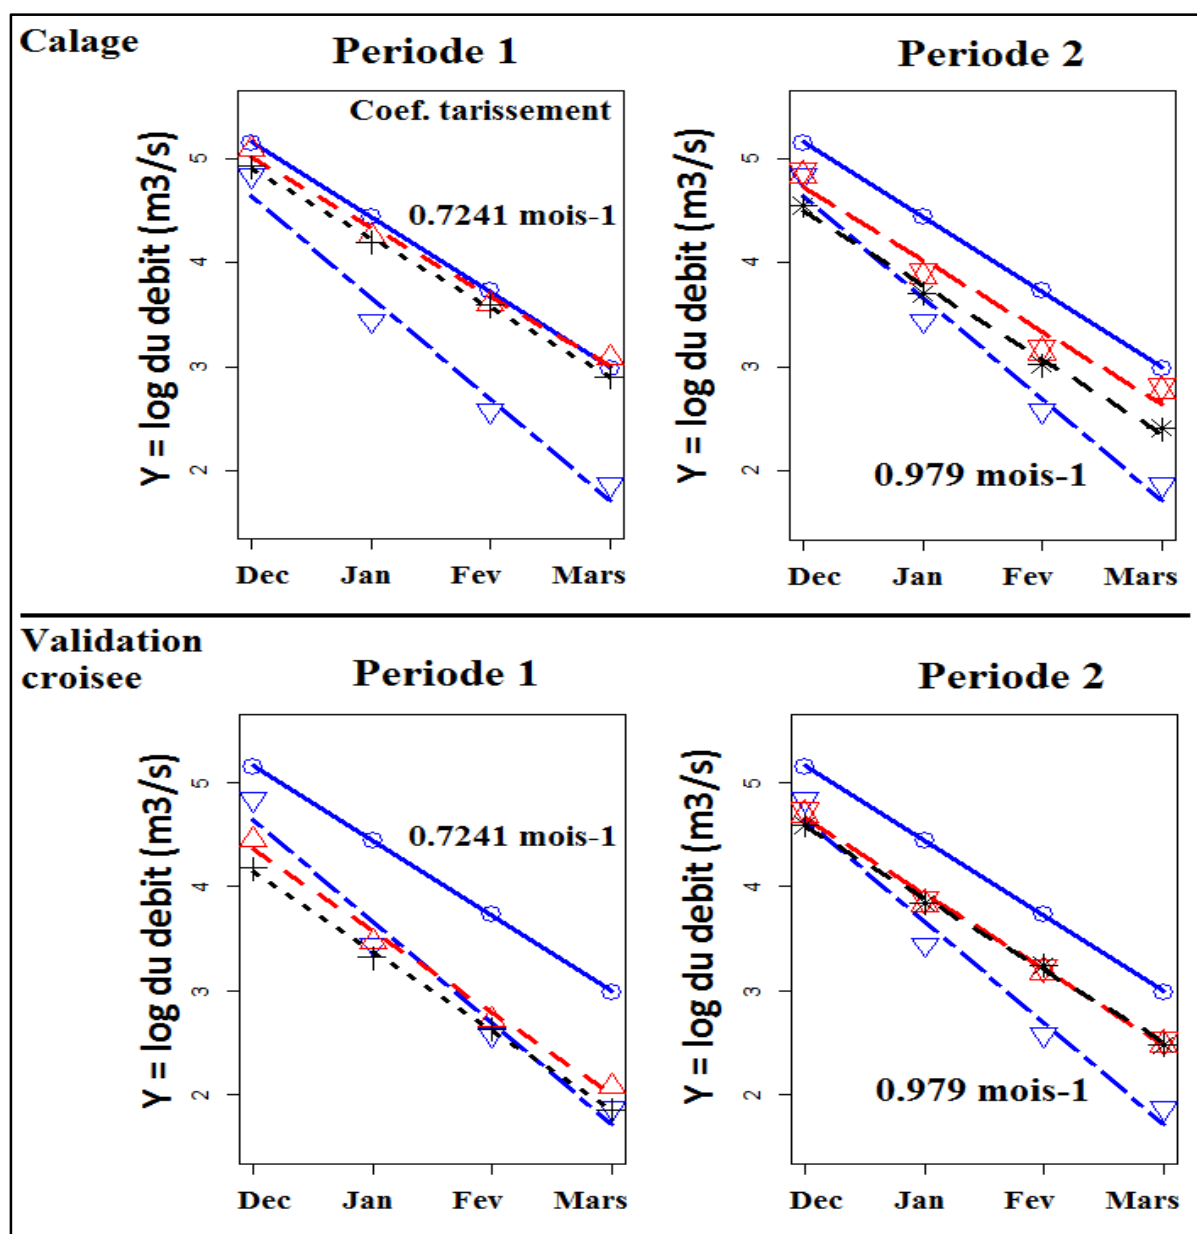 Calage
Periode 1
Periode 2
Y = log du debit (m3/s)
5
4
3
2
Coef. tarissement
0.7241 mois-1
Dec Jan Fev Mars
Y = log du debit (m3/s)
5
4
3
2
0.979 mois-1
Dec Jan Fev Mars
Validation
croisee
Periode 1
Periode 2
Y = log du debit (m3/s)
5
4
3
2
0.7241 mois-1
Dec Jan Fev Mars
Y = log du debit (m3/s)
5
4
3
2
0.979 mois-1
Dec Jan Fev Mars